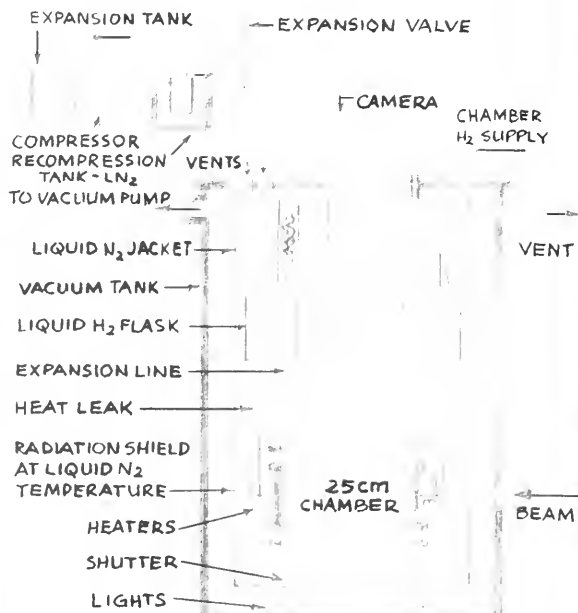 EXPANSION TANK
EXPANSION VALVE
CAMERA
CHAMBER
H₂ SUPPLY
COMPRESSOR
RECOMPRESSION
TANK-LN₂
VENTS
TO VACUUM PUMP
VENT
LIQUID N₂ JACKET
VACUUM TANK
LIQUID H₂ FLASK
EXPANSION LINE
HEAT LEAK
RADIATION SHIELD
AT LIQUID N₂
TEMPERATURE
25cm
CHAMBER
BEAM
HEATERS
SHUTTER
LIGHTS